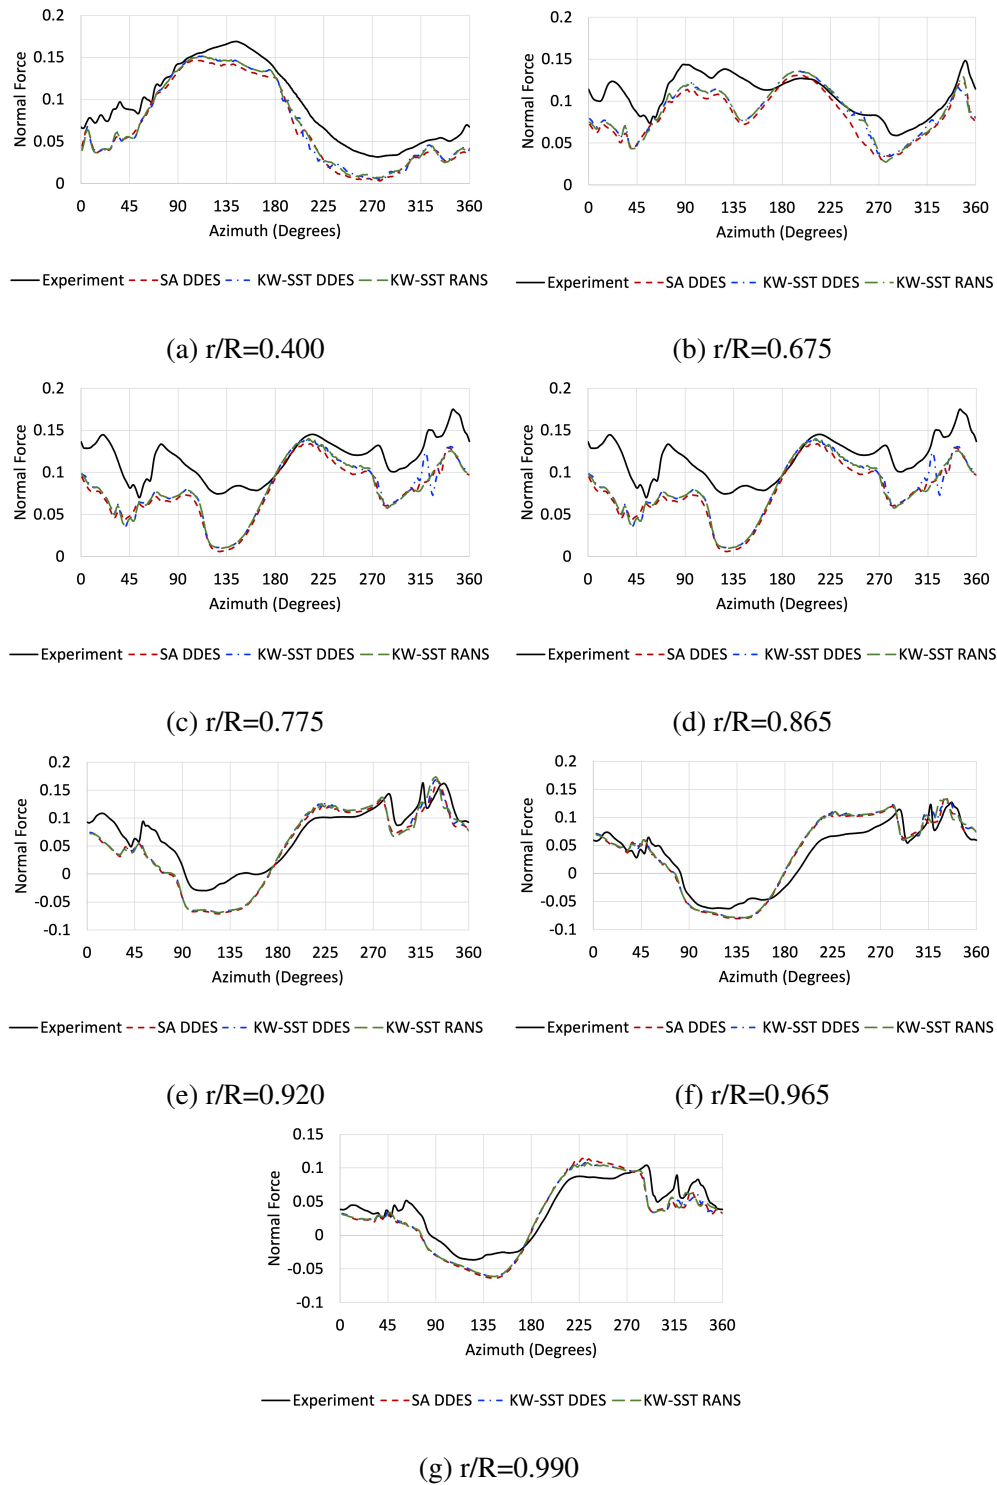 0.2
0.15
0.1
0.05
0
Normal Force
0 45 90 135 180 225 270 315 360
Azimuth (Degrees)
Experiment SA DDES KW-SST DDES KW-SST RANS
(a) r/R=0.400
0.2
0.15
0.1
0.05
0
Normal Force
0 45 90 135 180 225 270 315 360
Azimuth (Degrees)
Experiment SA DDES KW-SST DDES KW-SST RANS
(b) r/R=0.675
0.2
0.15
0.1
0.05
0
Normal Force
0 45 90 135 180 225 270 315 360
Azimuth (Degrees)
Experiment SA DDES KW-SST DDES KW-SST RANS
(c) r/R=0.775
0.2
0.15
0.1
0.05
0
Normal Force
0 45 90 135 180 225 270 315 360
Azimuth (Degrees)
Experiment SA DDES KW-SST DDES KW-SST RANS
(d) r/R=0.865
0.2
0.15
0.1
0.05
0
-0.05
-0.1
Normal Force
0 45 90 135 180 225 270 315 360
Azimuth (Degrees)
Experiment SA DDES KW-SST DDES KW-SST RANS
(e) r/R=0.920
0.2
0.15
0.1
0.05
0
-0.05
-0.1
Normal Force
0 45 90 135 180 225 270 315 360
Azimuth (Degrees)
Experiment SA DDES KW-SST DDES KW-SST RANS
(f) r/R=0.965
0.15
0.1
0.05
0
-0.05
-0.1
Normal Force
0 45 90 135 180 225 270 315 360
Azimuth (Degrees)
Experiment SA DDES KW-SST DDES KW-SST RANS
(g) r/R=0.990